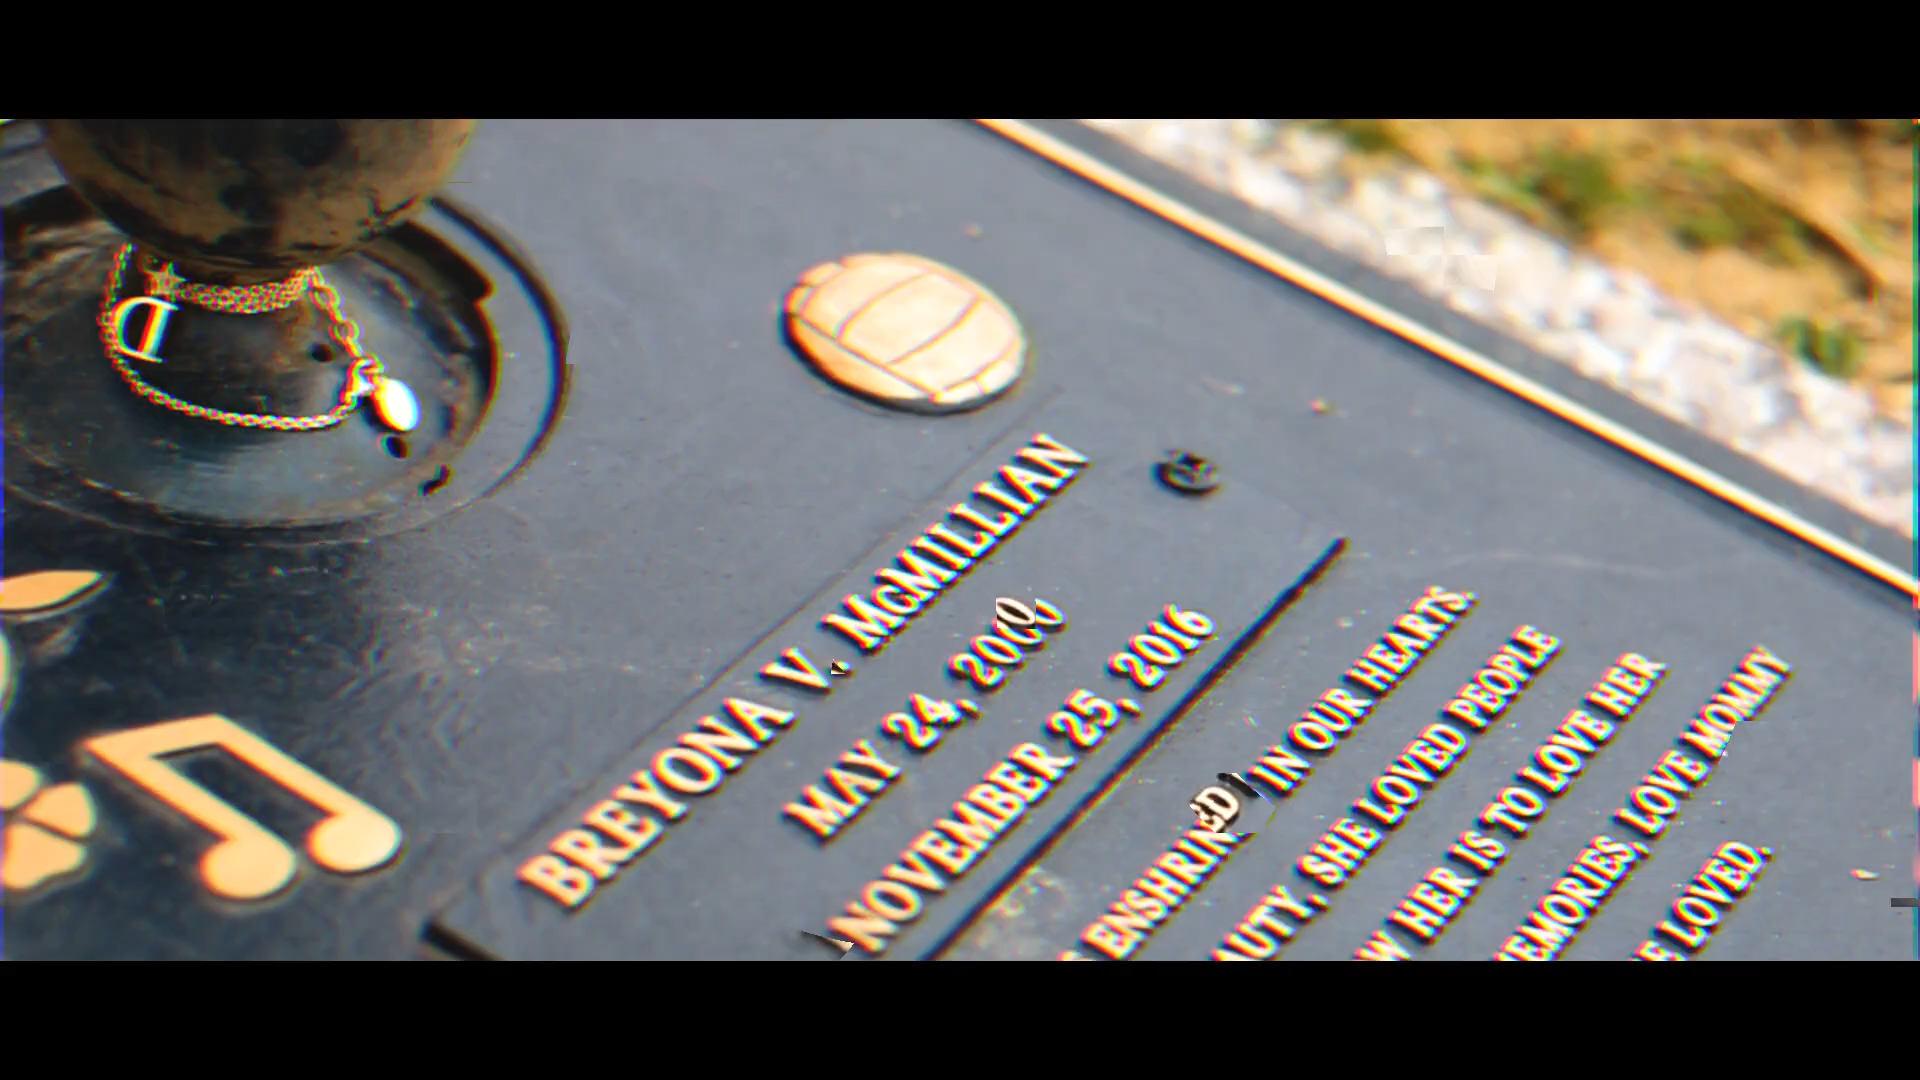 BREYONA V. McMILLIAN
MAY 24, 2000
NOVEMBER 25, 2016
ENSHRINED IN OUR HEARTS.
SHE LOVED PEOPLE
HER IS TO LOVE HER
LOVE MOMMY
LOVED.
D